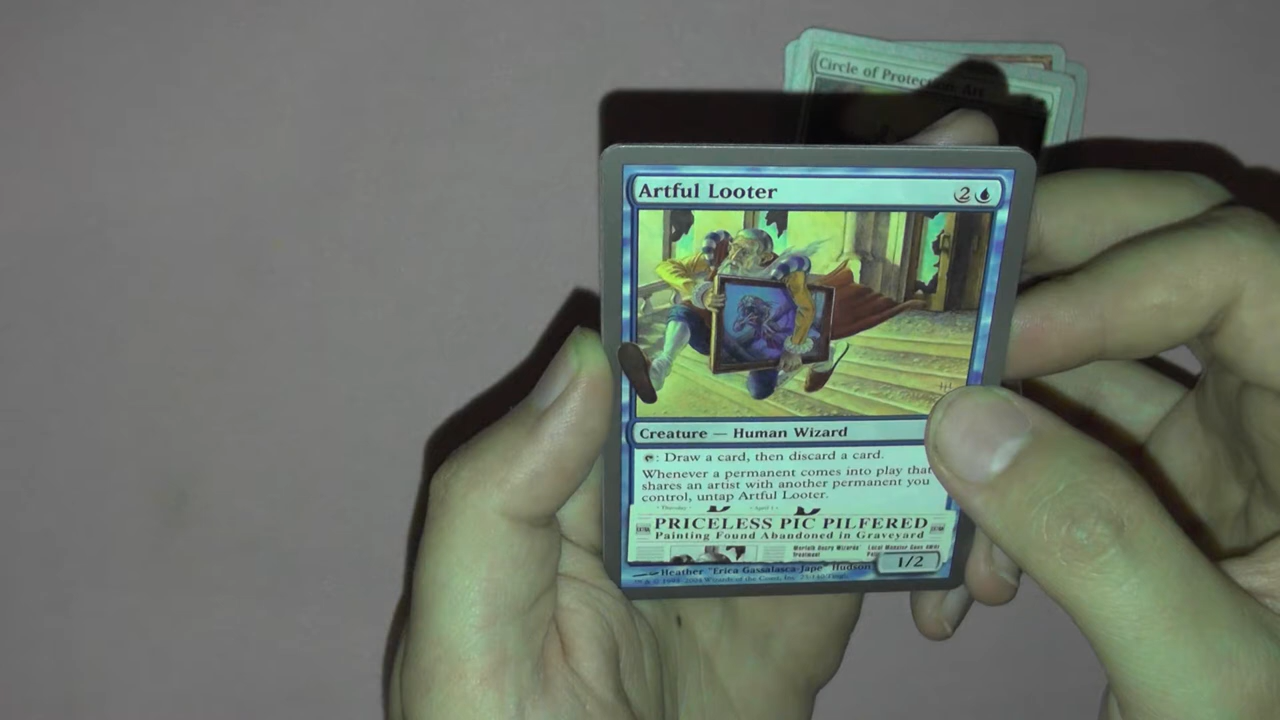 Circle of Protection: Art
Artful Looter 2
Creature — Human Wizard
: Draw a card, then discard a card.
Whenever a permanent comes into play that
shares an artist with another permanent you
control, untap Artful Looter.
PRICELESS PIC PILFERED
Painting Found Abandoned in Graveyard
1/2
Heather "Erica Gassalasca-Jape" Hudson